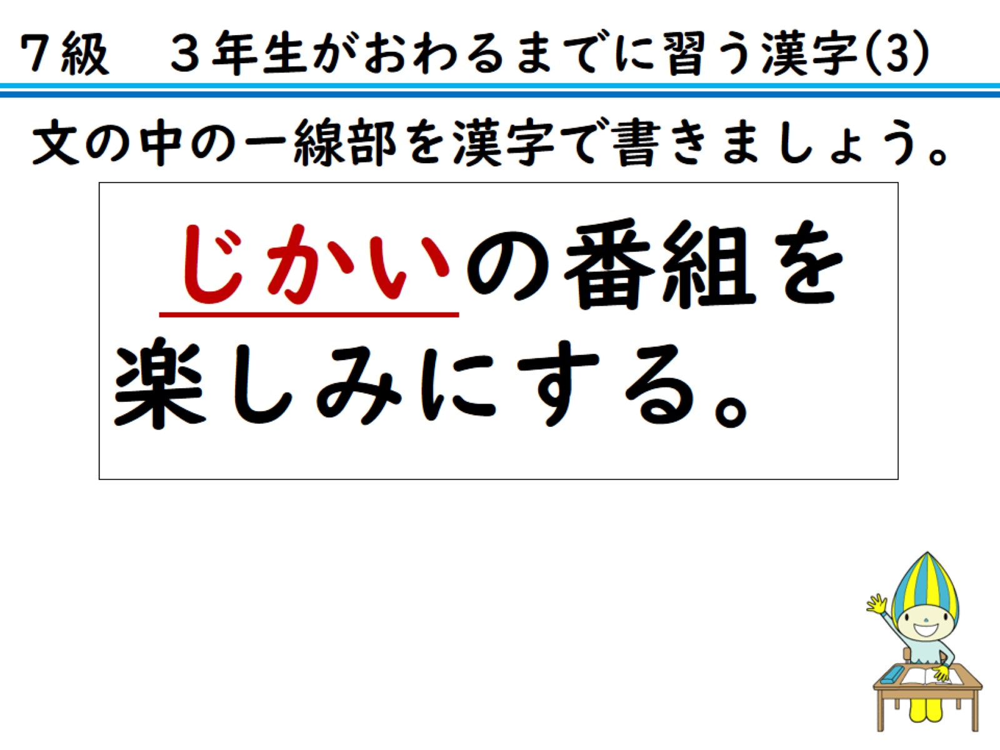 ７級　３年生がおわるまでに習う漢字(3)
文の中の一線部を漢字で書きましょう。
じかいの番組を
楽しみにする。